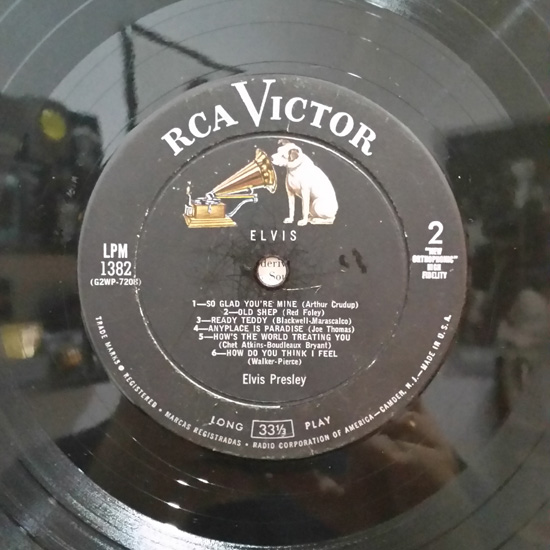 RCA VICTOR
ELVIS
LPM
1382
(G2WP-7208)
2
"NEW
ORTHOPHONIC"
HIGH
FIDELITY
1—SO GLAD YOU'RE MINE (Arthur Crudup)
2—OLD SHEP (Red Foley)
3—READY TEDDY (Blackwell-Marascalco)
4—ANYPLACE IS PARADISE (Joe Thomas)
5—HOW'S THE WORLD TREATING YOU
(Chet Atkins-Boudleaux Bryant)
6—HOW DO YOU THINK I FEEL
(Walker-Pierce)
Elvis Presley
LONG 33⅓ PLAY
TRADE MARKS ● REGISTERED • MARCAS REGISTRADAS • RADIO CORPORATION OF AMERICA—CAMDEN, N.J.—MADE IN U.S.A.